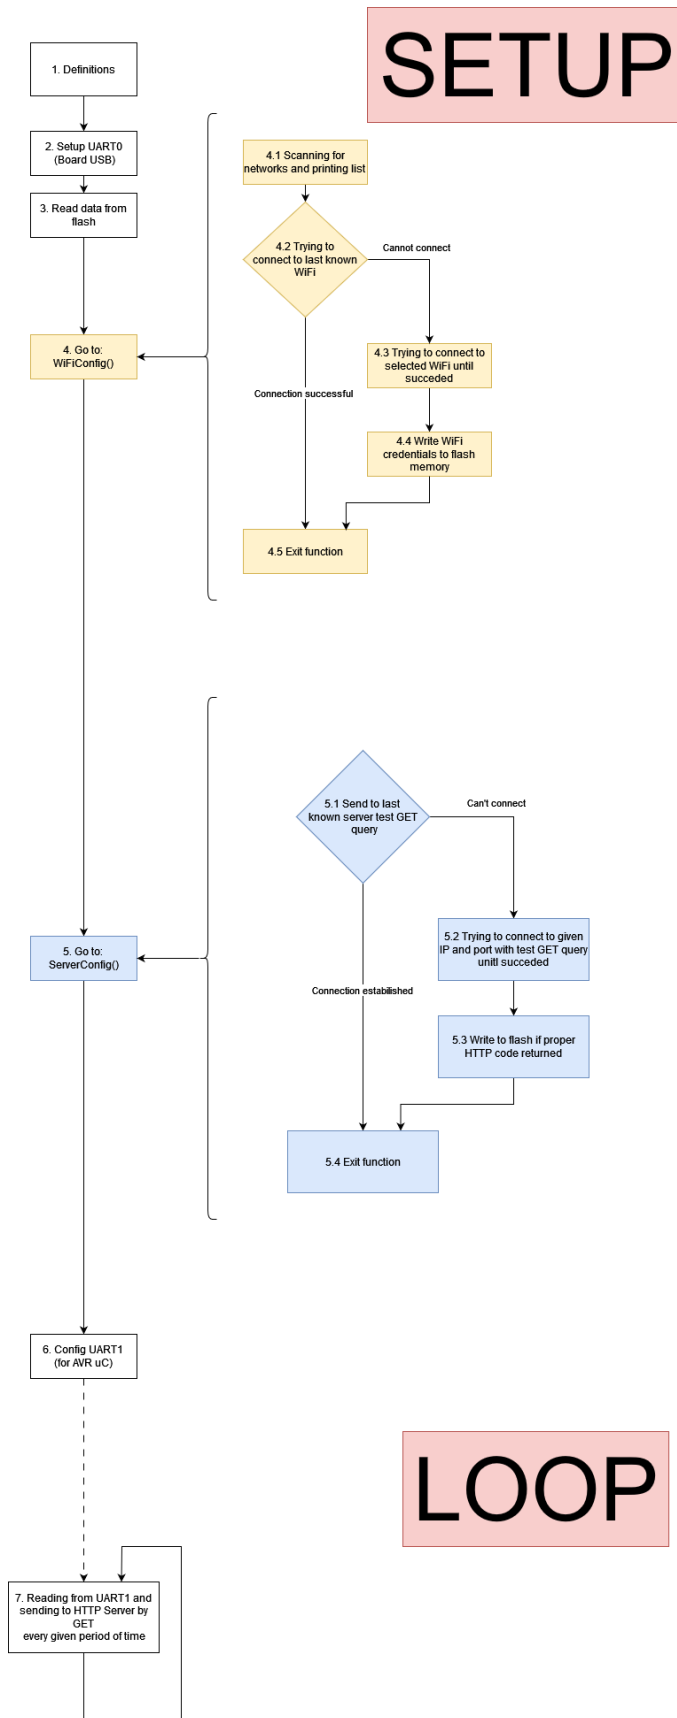 SETUP
1. Definitions
2. Setup UART0
(Board USB)
3. Read data from
flash
4. Go to:
WiFiConfig()
4.1 Scanning for
networks and printing list
4.2 Trying to
connect to last known
WiFi
Cannot connect
4.3 Trying to connect to
selected WiFi until
succeded
Connection successful
4.4 Write WiFi
credentials to flash
memory
4.5 Exit function
5. Go to:
ServerConfig()
5.1 Send to last
known server test GET
query
Can't connect
5.2 Trying to connect to given
IP and port with test GET query
unitl succeded
Connection estabilished
5.3 Write to flash if proper
HTTP code returned
5.4 Exit function
6. Config UART1
(for AVR uC)
LOOP
7. Reading from UART1 and
sending to HTTP Server by
GET
every given period of time